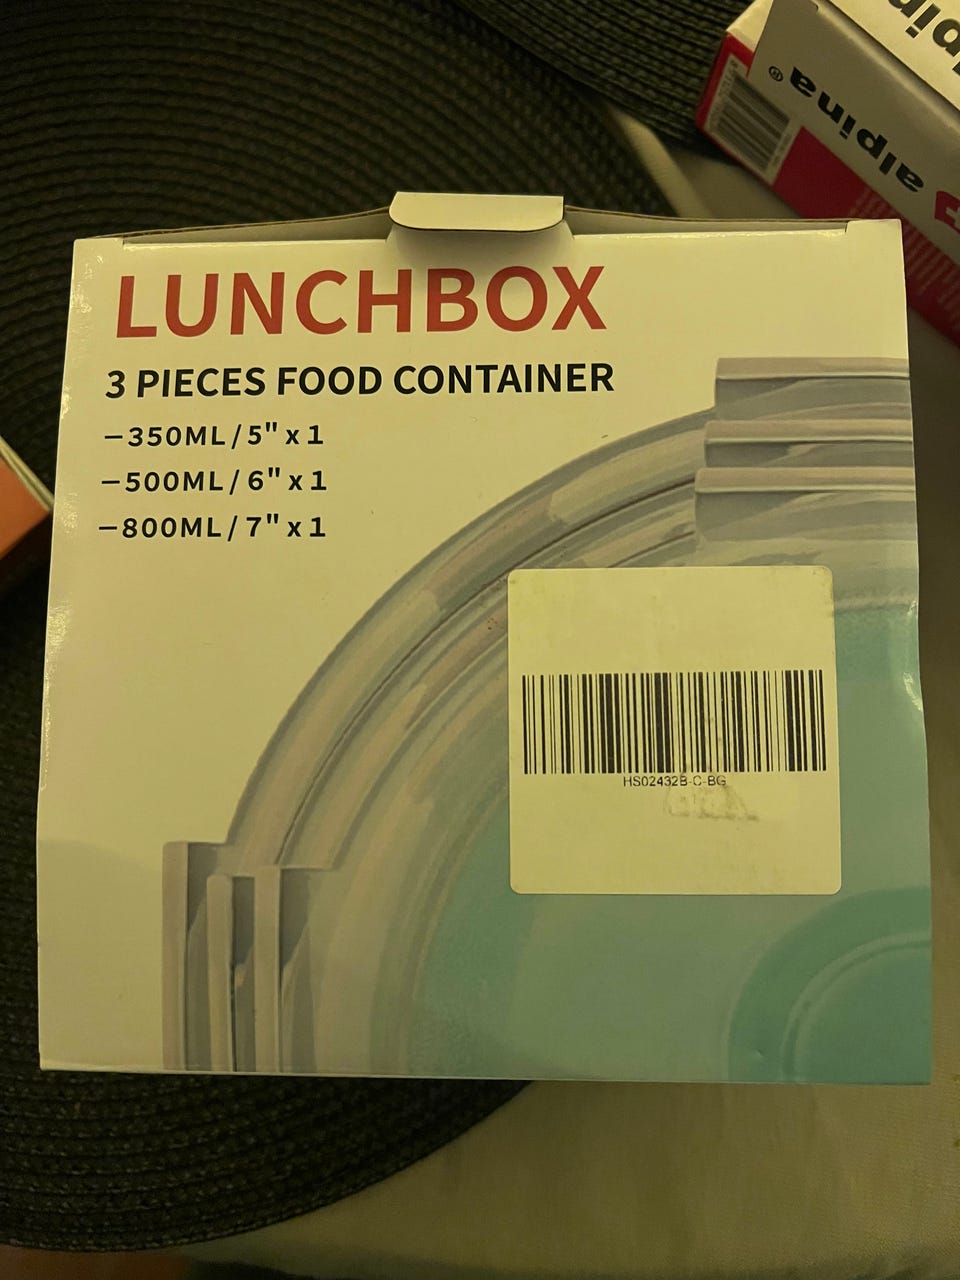 LUNCHBOX
3 PIECES FOOD CONTAINER
–350ML/5" x 1
–500ML/6" x 1
–800ML/7" x 1
HS02432B-C-BG
alpina®